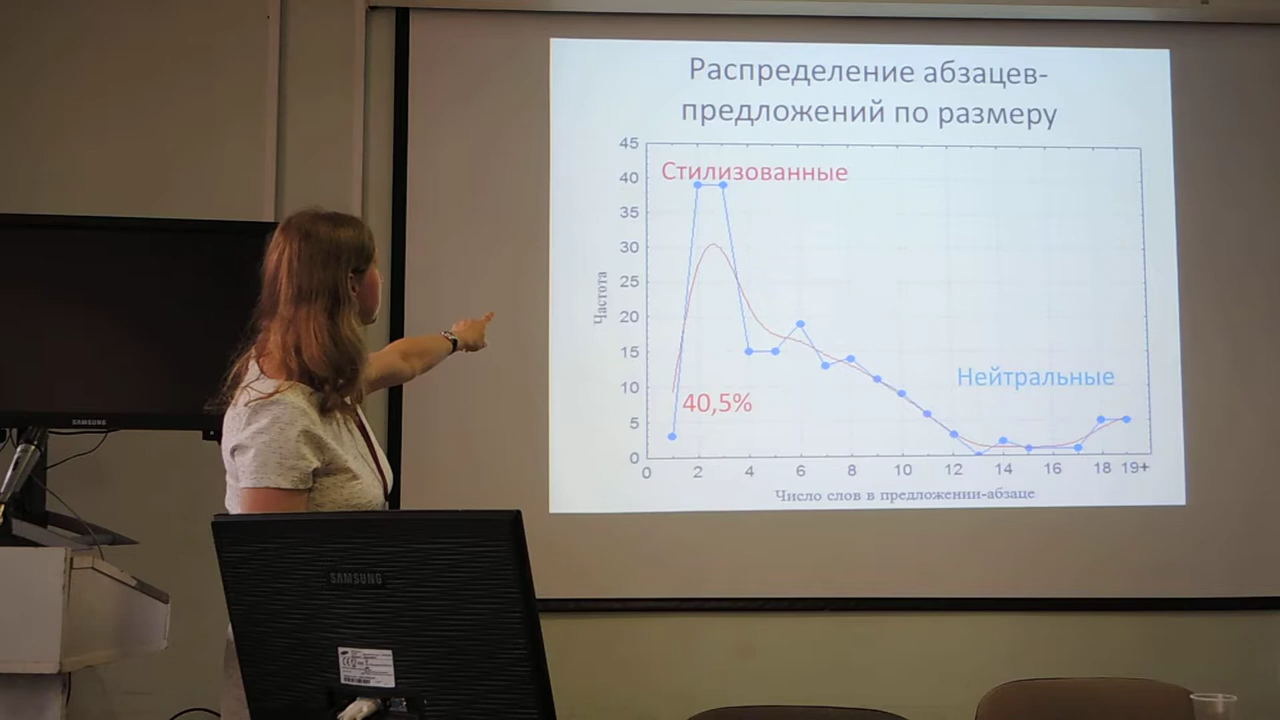 Распределение абзацев-
предложений по размеру
45
40
35
30
25
20
15
10
5
0
Частота
Стилизованные
40,5%
Нейтральные
0 2 4 6 8 10 12 14 16 18 19+
Число слов в предложении-абзаце
SAMSUNG
SAMSUNG